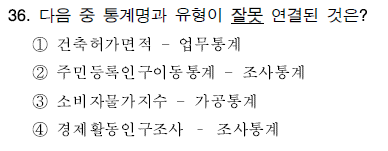 36. 다음 중 통계명과 유형이 잘못 연결된 것은?
① 건축허가면적 - 업무통계
② 주민등록인구이동통계 - 조사통계
③ 소비자물가지수 - 가공통계
④ 경제활동인구조사 - 조사통계